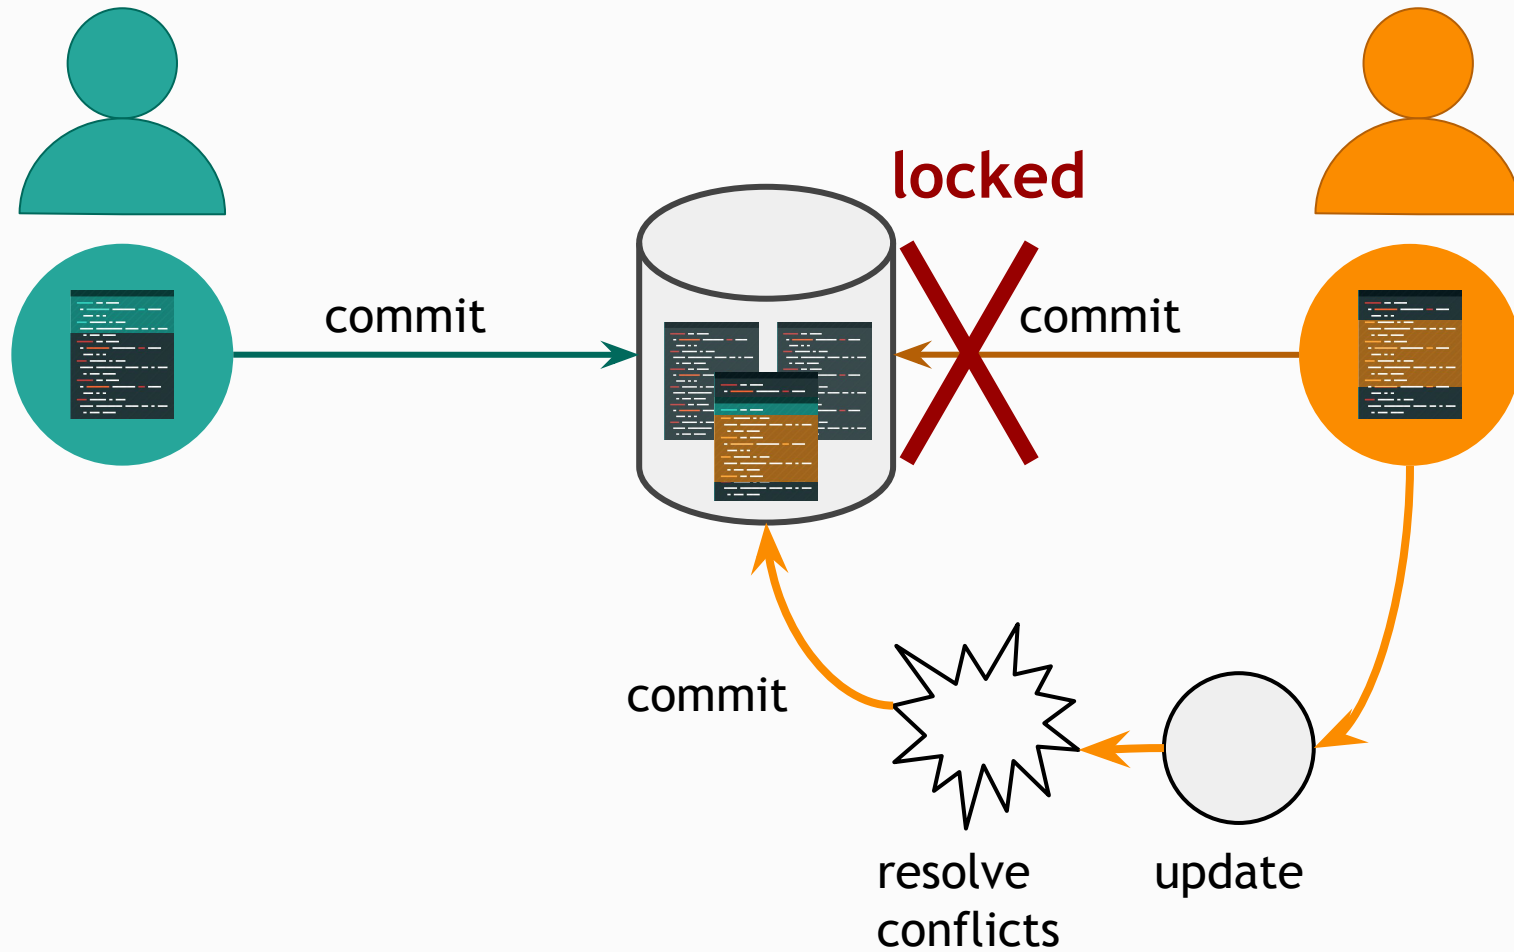 locked
commit
commit
commit
resolve
conflicts
update